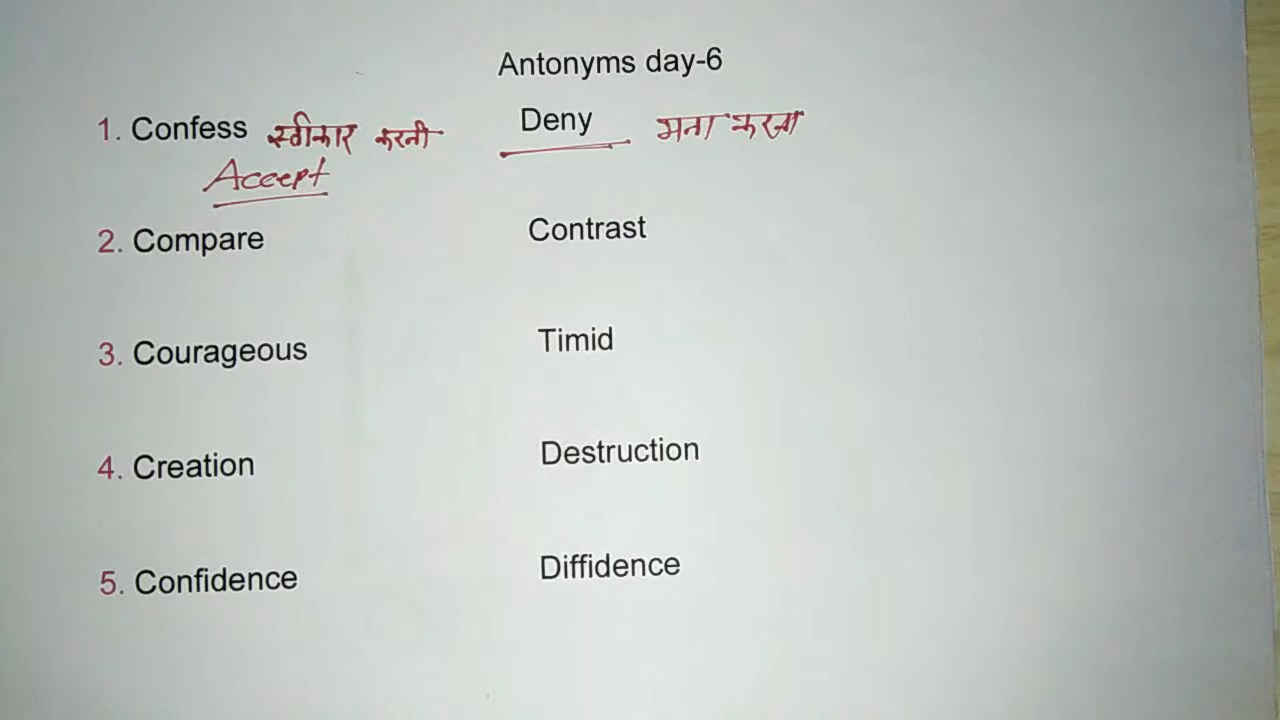 Antonyms day-6
1. Confess स्वीकार करनी Deny मना करना
Accept
2. Compare Contrast
3. Courageous Timid
4. Creation Destruction
5. Confidence Diffidence